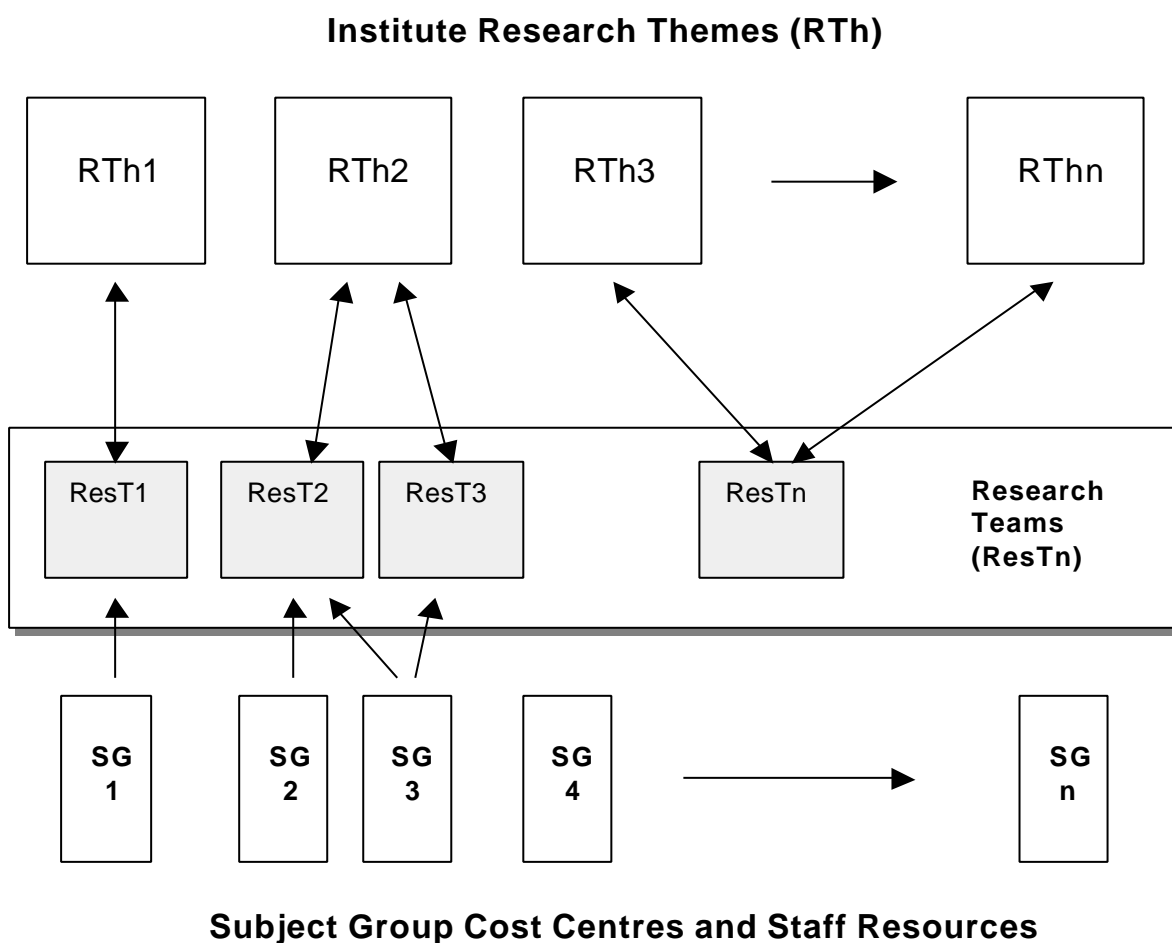 Institute Research Themes (RTh)
RTh1
RTh2
RTh3
RThn
ResT1
ResT2
ResT3
ResTn
Research
Teams
(ResTn)
SG
1
SG
2
SG
3
SG
4
SG
n
Subject Group Cost Centres and Staff Resources